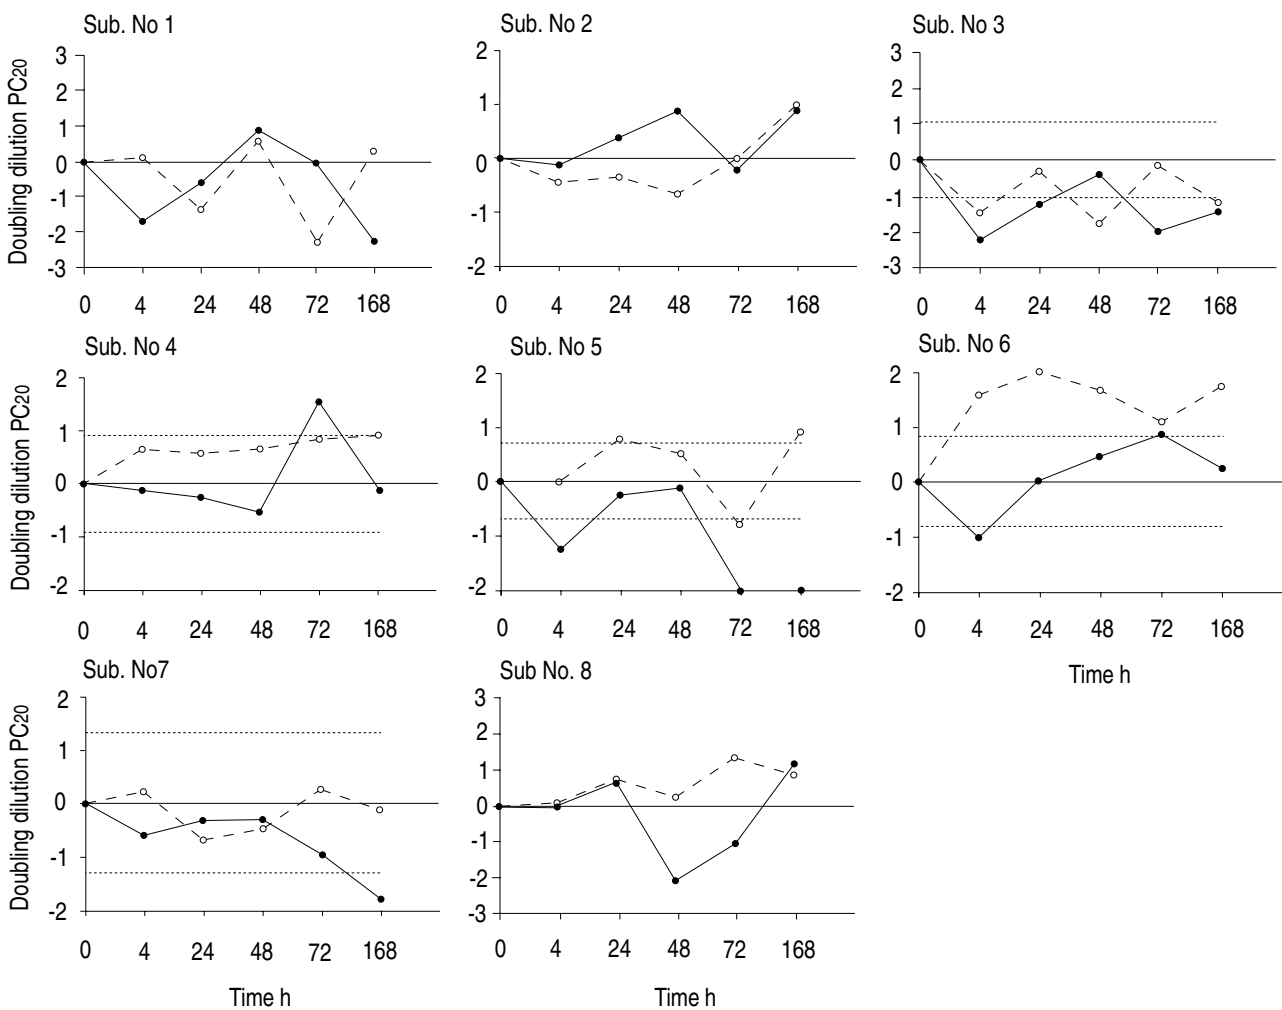 Sub. No 1
Doubling dilution PC20
3
2
1
0
-1
-2
-3
0 4 24 48 72 168
Sub. No 2
2
1
0
-1
-2
0 4 24 48 72 168
Sub. No 3
3
2
1
0
-1
-2
-3
0 4 24 48 72 168
Sub. No 4
Doubling dilution PC20
2
1
0
-1
-2
0 4 24 48 72 168
Sub. No 5
2
1
0
-1
-2
0 4 24 48 72 168
Sub. No 6
2
1
0
-1
-2
0 4 24 48 72 168
Time h
Sub. No7
Doubling dilution PC20
2
1
0
-1
-2
0 4 24 48 72 168
Time h
Sub No. 8
3
2
1
0
-1
-2
-3
0 4 24 48 72 168
Time h